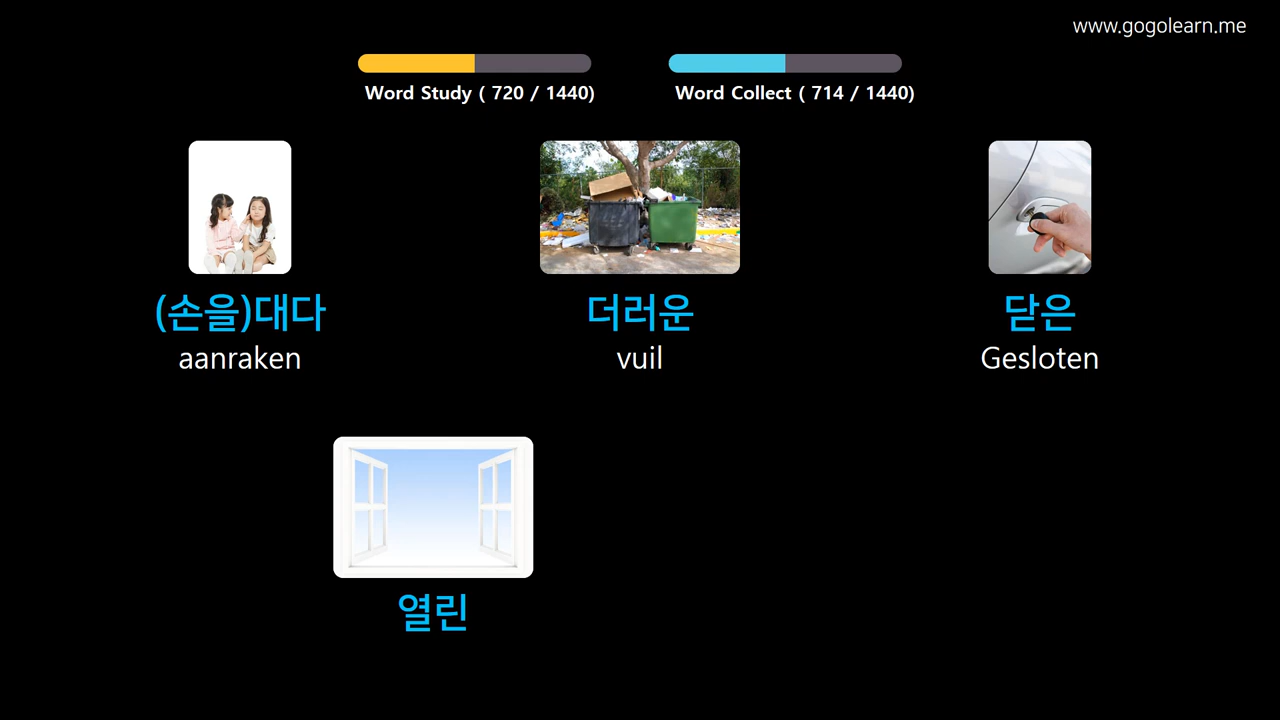 www.gogolearn.me
Word Study ( 720 / 1440)
Word Collect ( 714 / 1440)
(손을)대다
aanraken
더러운
vuil
닫은
Gesloten
열린